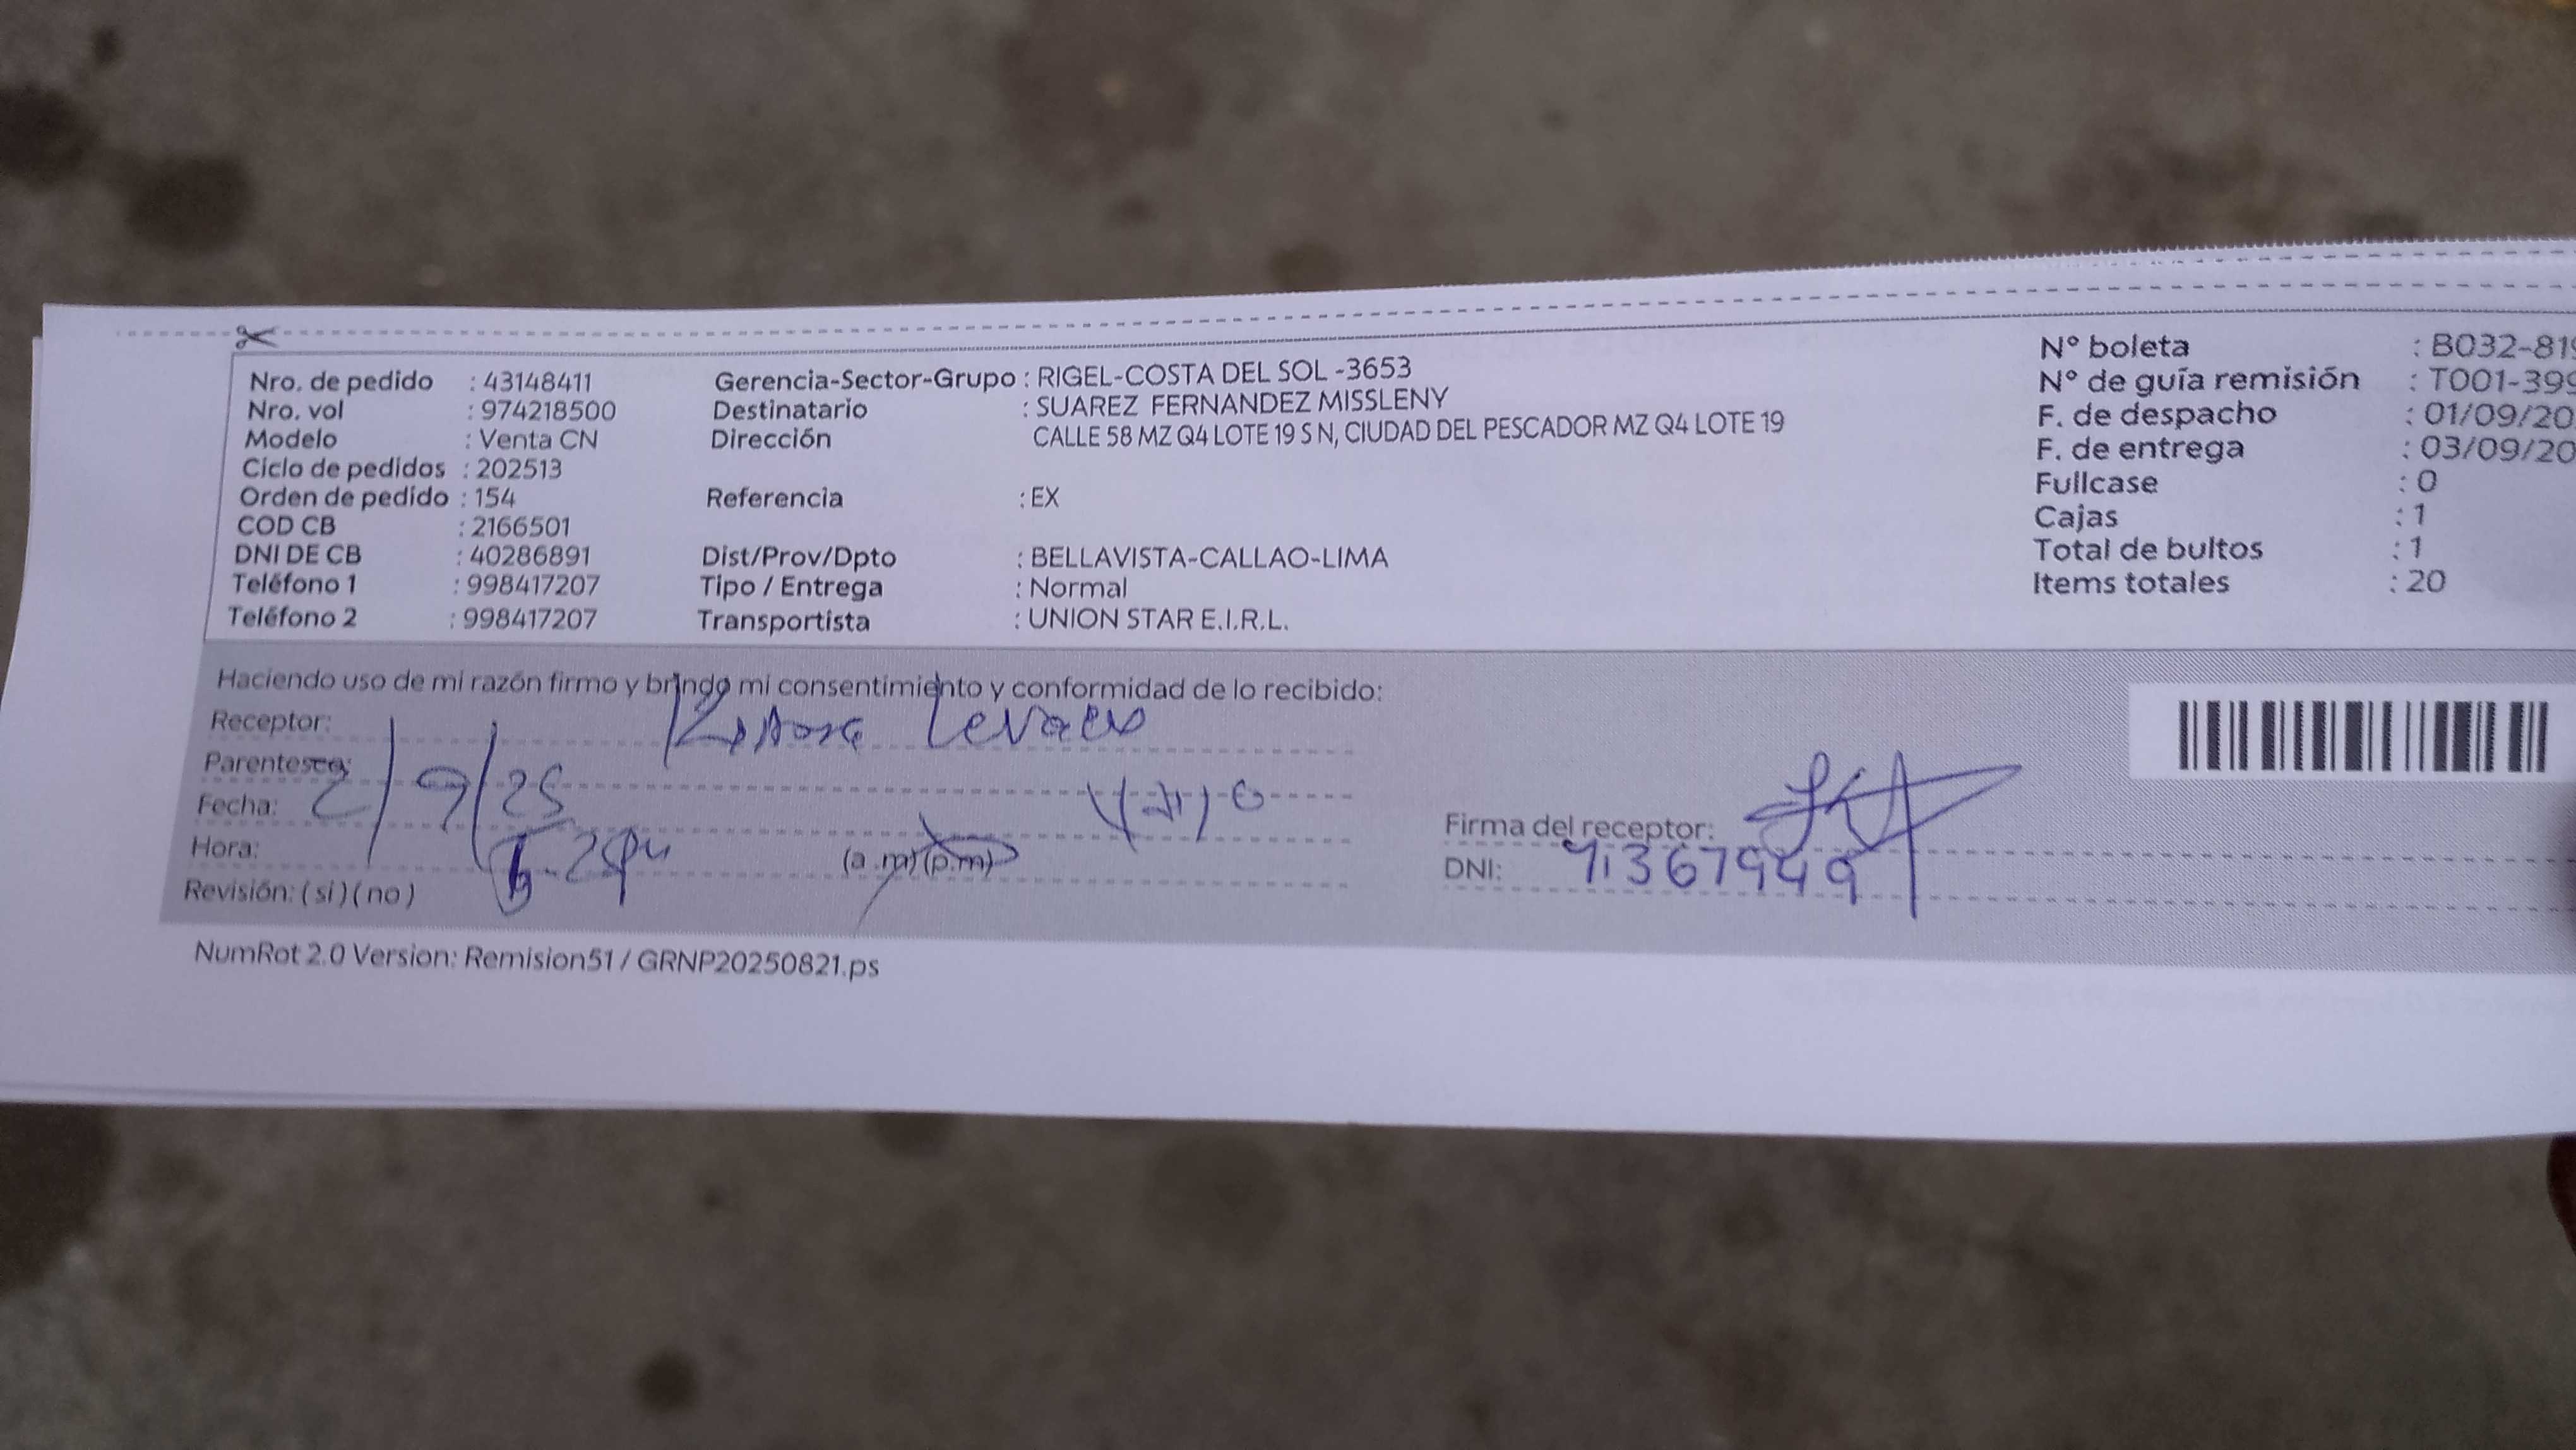 Nro. de pedido : 43148411
Nro. vol : 974218500
Modelo : Venta CN
Ciclo de pedidos : 202513
Orden de pedido : 154
COD CB : 2166501
DNI DE CB : 40286891
Teléfono 1 : 998417207
Teléfono 2 : 998417207
Gerencia-Sector-Grupo : RIGEL-COSTA DEL SOL -3653
Destinatario : SUAREZ FERNANDEZ MISSLENY
Dirección CALLE 58 MZ Q4 LOTE 19 S N, CIUDAD DEL PESCADOR MZ Q4 LOTE 19
Referencia : EX
Dist/Prov/Dpto : BELLAVISTA-CALLAO-LIMA
Tipo / Entrega : Normal
Transportista : UNION STAR E.I.R.L.
N° boleta : B032-819
N° de guía remisión : T001-399
F. de despacho : 01/09/20
F. de entrega : 03/09/20
Fullcase : 0
Cajas : 1
Total de bultos : 1
Items totales : 20
Haciendo uso de mi razón firmo y brindo mi consentimiento y conformidad de lo recibido:
Receptor:
Parentesco:
Fecha: 2/9/25
Hora: (a.m)(p.m)
Revisión: (si)(no)
Firma del receptor:
DNI: 71367949
NumRot 2.0 Version: Remision51 / GRNP20250821.ps